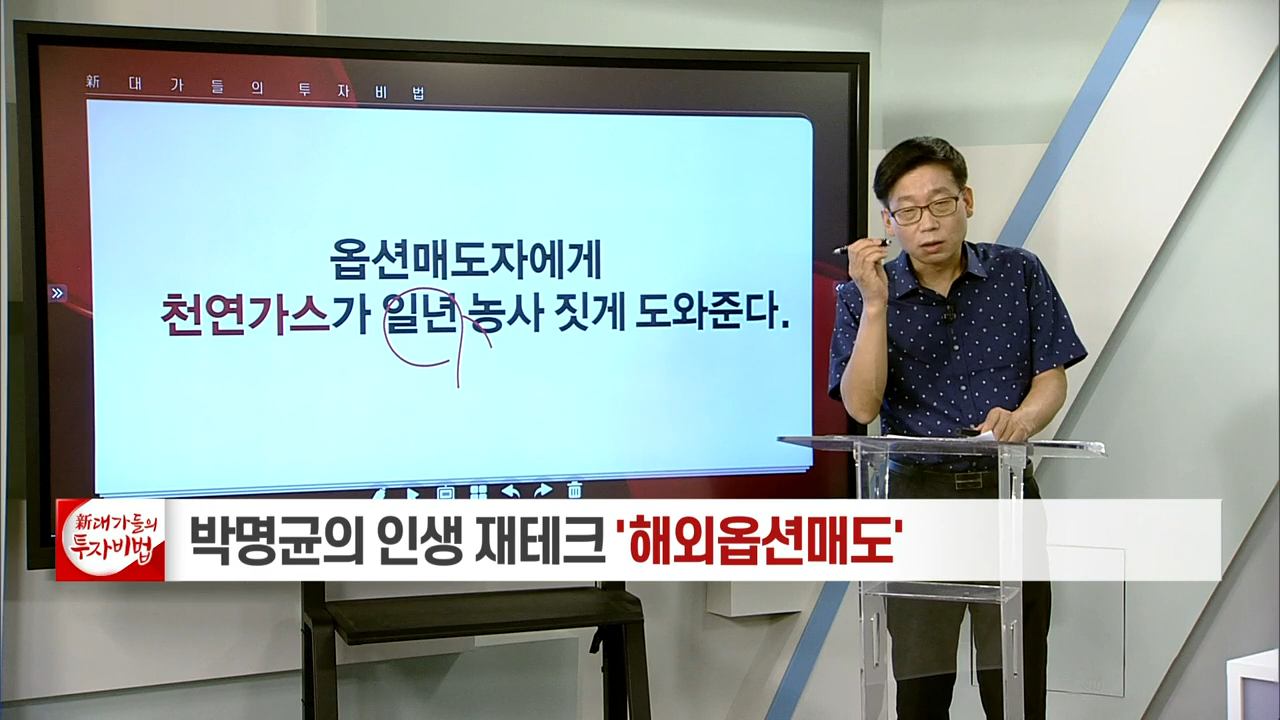 新 대가들의 투자비법
옵션매도자에게
천연가스가 일년 농사 짓게 도와준다.
新대가들의
투자비법
박명균의 인생 재테크 '해외옵션매도'